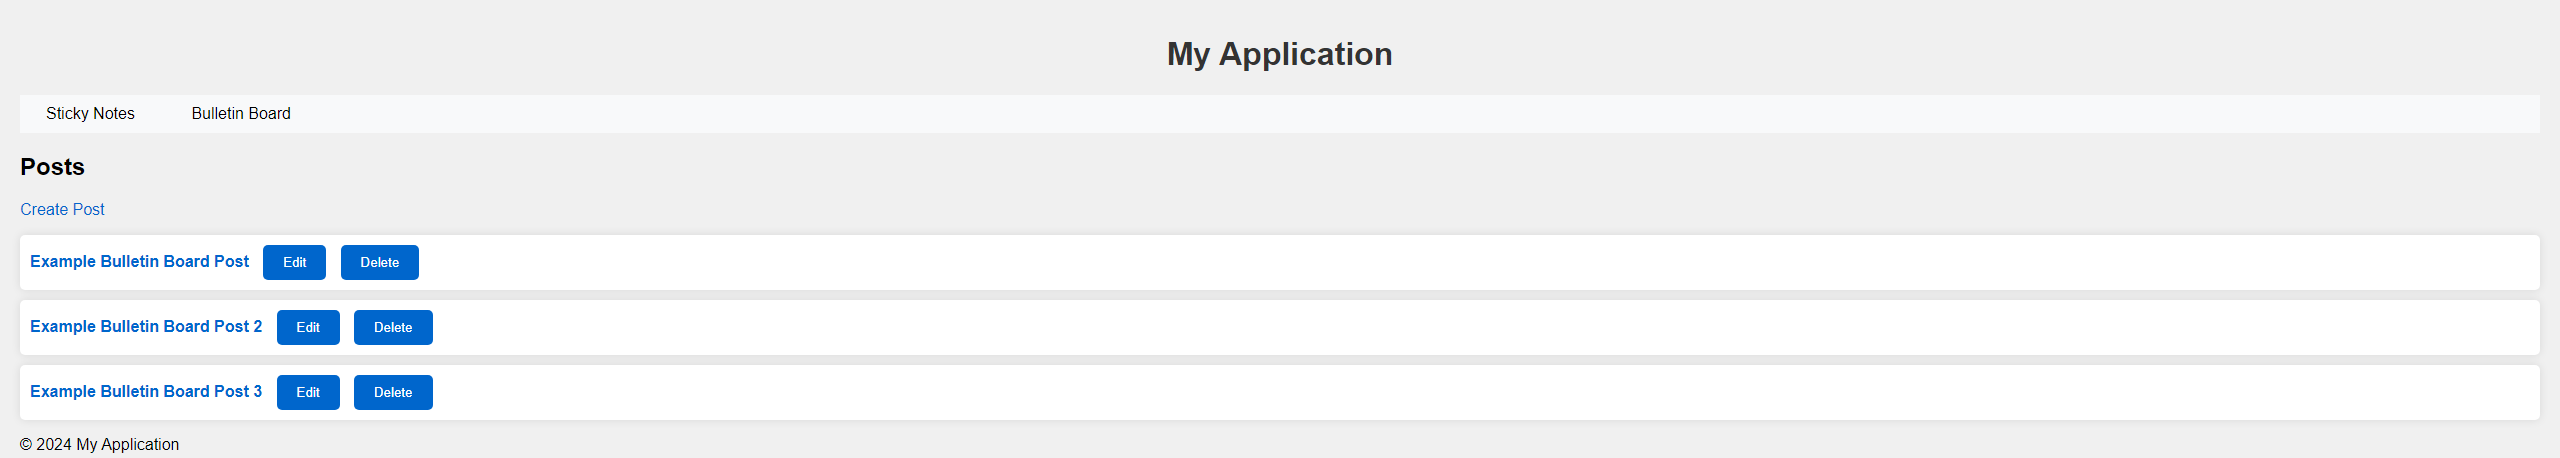 My Application
Sticky Notes Bulletin Board
Posts
Create Post
Example Bulletin Board Post Edit Delete
Example Bulletin Board Post 2 Edit Delete
Example Bulletin Board Post 3 Edit Delete
© 2024 My Application